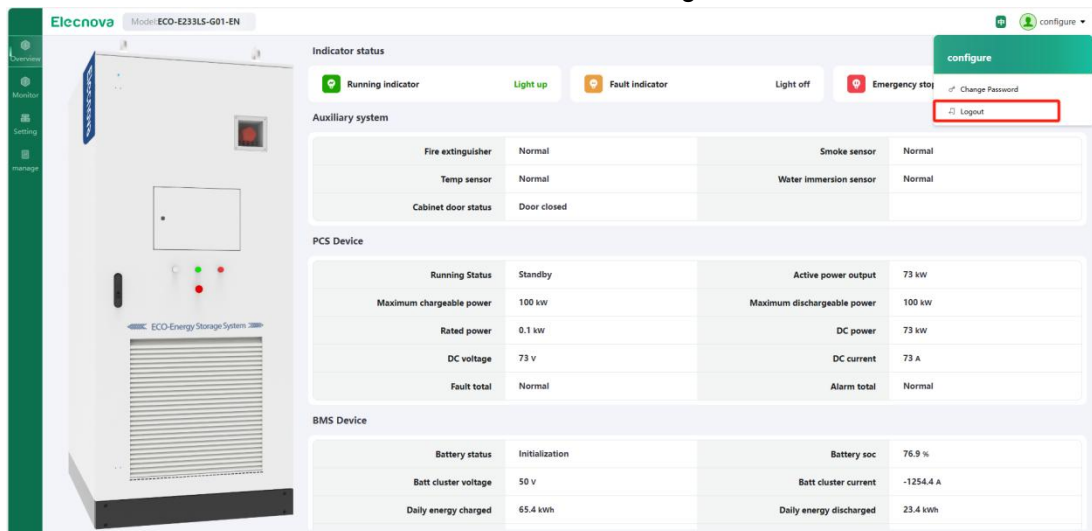 Elecnova Model:ECO-E233LS-G01-EN
configure
Overview
Monitor
Setting
manage
ECO-Energy Storage System
Indicator status
Running indicator Light up
Fault indicator Light off
Emergency stop
configure
Change Password
Logout
Auxiliary system
Fire extinguisher Normal Smoke sensor Normal
Temp sensor Normal Water immersion sensor Normal
Cabinet door status Door closed
PCS Device
Running Status Standby Active power output 73 kW
Maximum chargeable power 100 kW Maximum dischargeable power 100 kW
Rated power 0.1 kW DC power 73 kW
DC voltage 73 V DC current 73 A
Fault total Normal Alarm total Normal
BMS Device
Battery status Initialization Battery soc 76.9 %
Batt cluster voltage 50 V Batt cluster current -1254.4 A
Daily energy charged 65.4 kWh Daily energy discharged 23.4 kWh